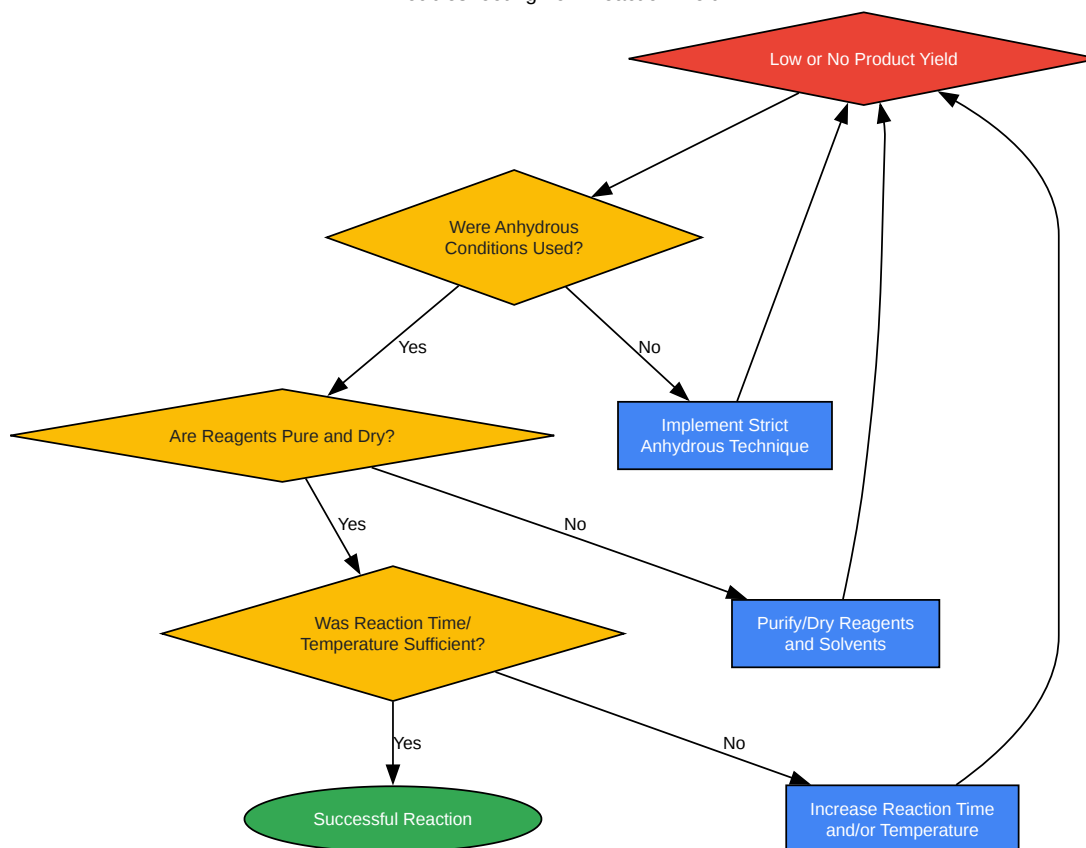 Low or No Product Yield
Were Anhydrous
Conditions Used?
Yes
No
Implement Strict
Anhydrous Technique
Are Reagents Pure and Dry?
Yes
No
Purify/Dry Reagents
and Solvents
Was Reaction Time/
Temperature Sufficient?
Yes
No
Successful Reaction
Increase Reaction Time
and/or Temperature